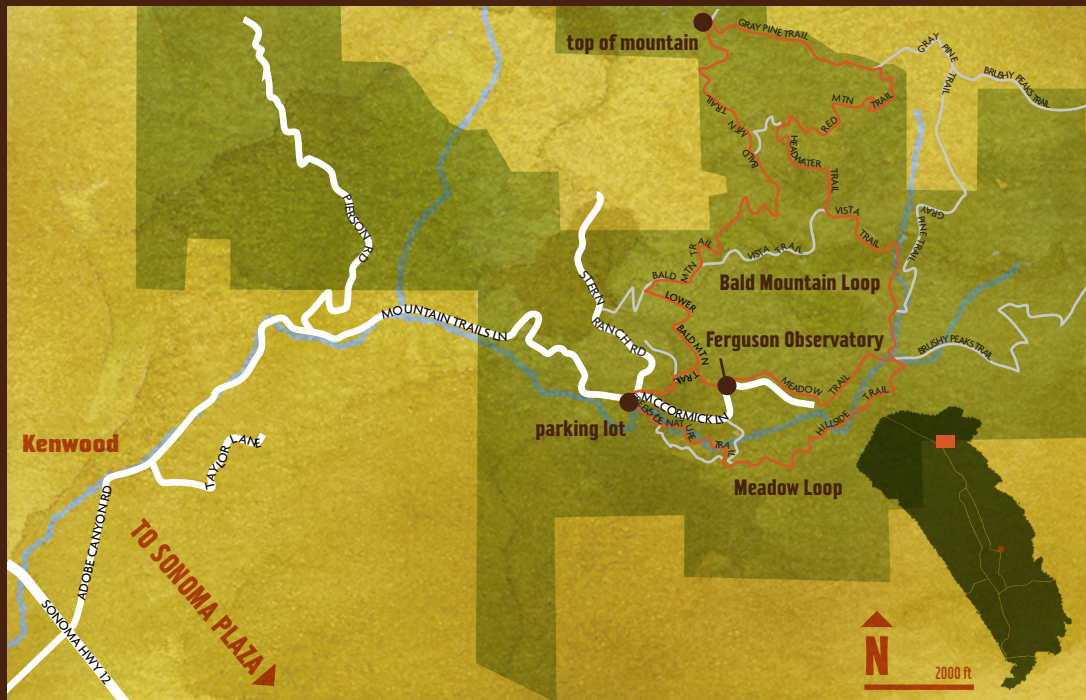 top of mountain
GRAY PINE TRAIL
GRAY PINE TRAIL
BRUSHY PEAKS TRAIL
BALD MTN TRAIL
RED MTN TRAIL
HEADWATER TRAIL
VISTA TRAIL
GRAY PINE TRAIL
PIERSON RD
STERN RANCH RD
BALD MTN TRAIL
VISTA TRAIL
Bald Mountain Loop
LOWER BALD MTN TRAIL
MOUNTAIN TRAILS LN
Ferguson Observatory
BRUSHY PEAKS TRAIL
MEADOW TRAIL
HILLSIDE TRAIL
MCCORMICK LN
NATURE TRAIL
parking lot
Kenwood
TAYLOR LANE
Meadow Loop
ADOBE CANYON RD
TO SONOMA PLAZA
SONOMA HWY 12
N
2000 ft